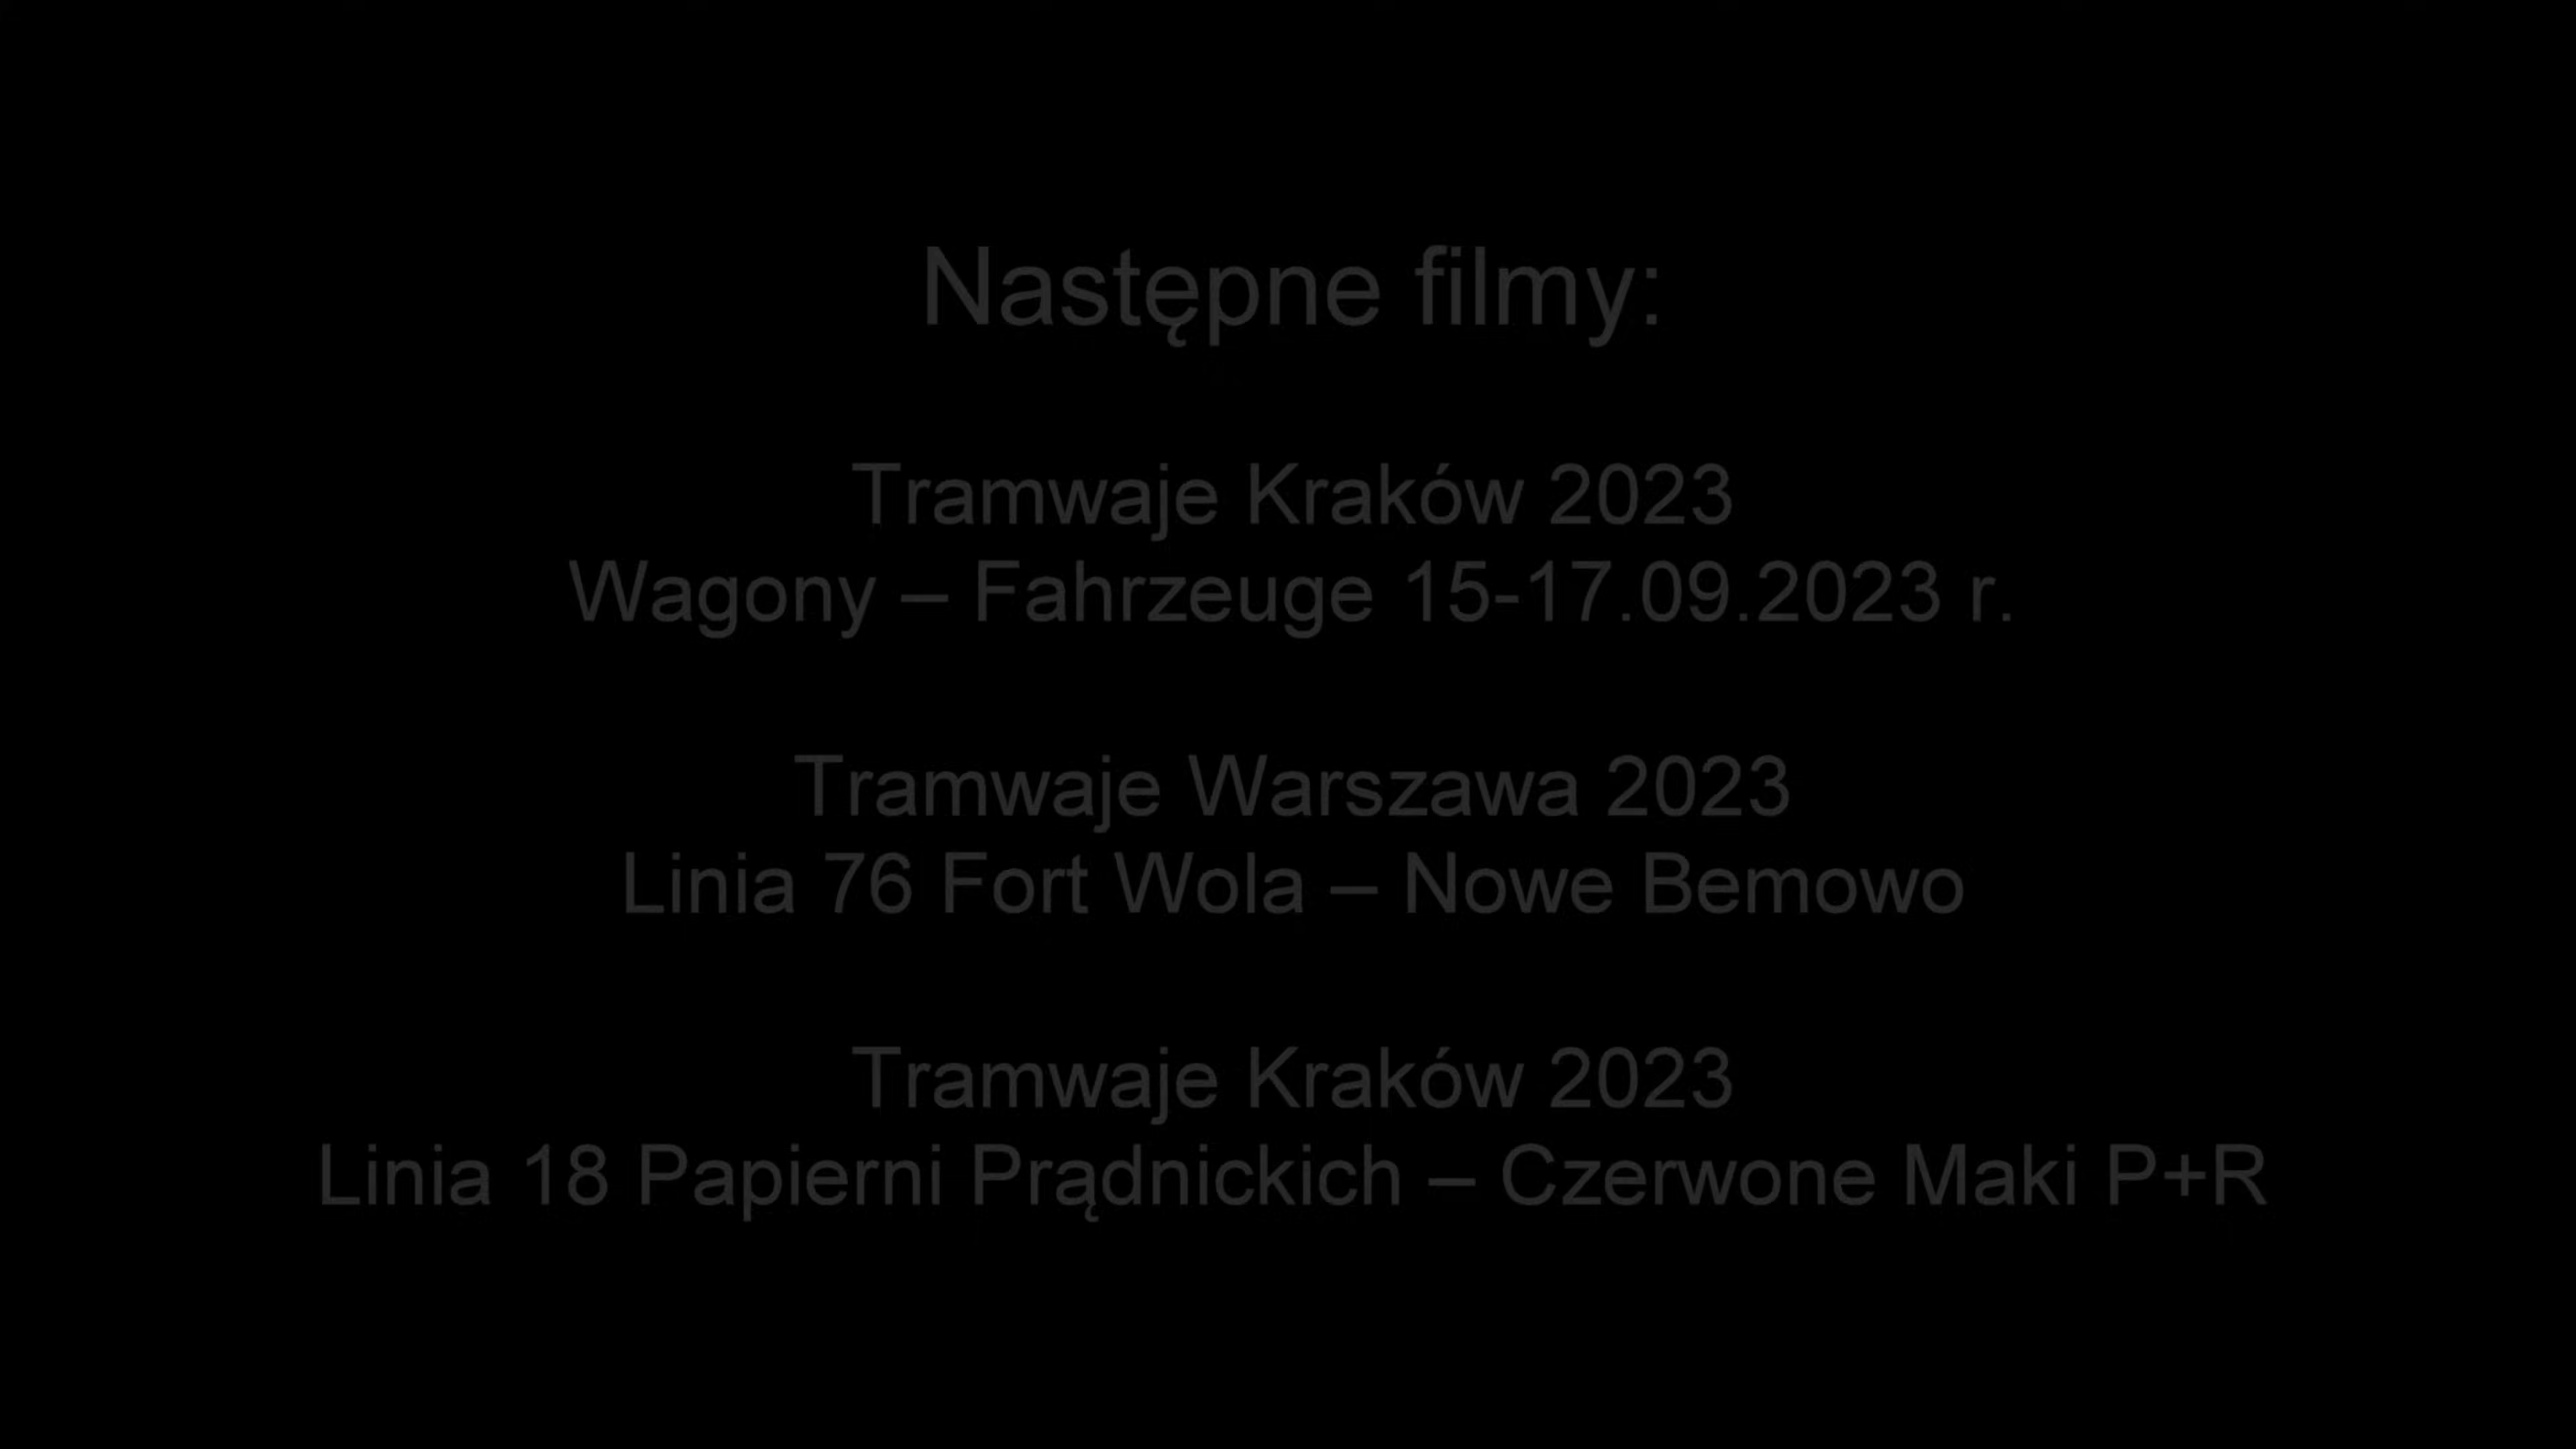 Następne filmy:
Tramwaje Kraków 2023
Wagony – Fahrzeuge 15-17.09.2023 r.
Tramwaje Warszawa 2023
Linia 76 Fort Wola – Nowe Bemowo
Tramwaje Kraków 2023
Linia 18 Papierni Prądnickich – Czerwone Maki P+R